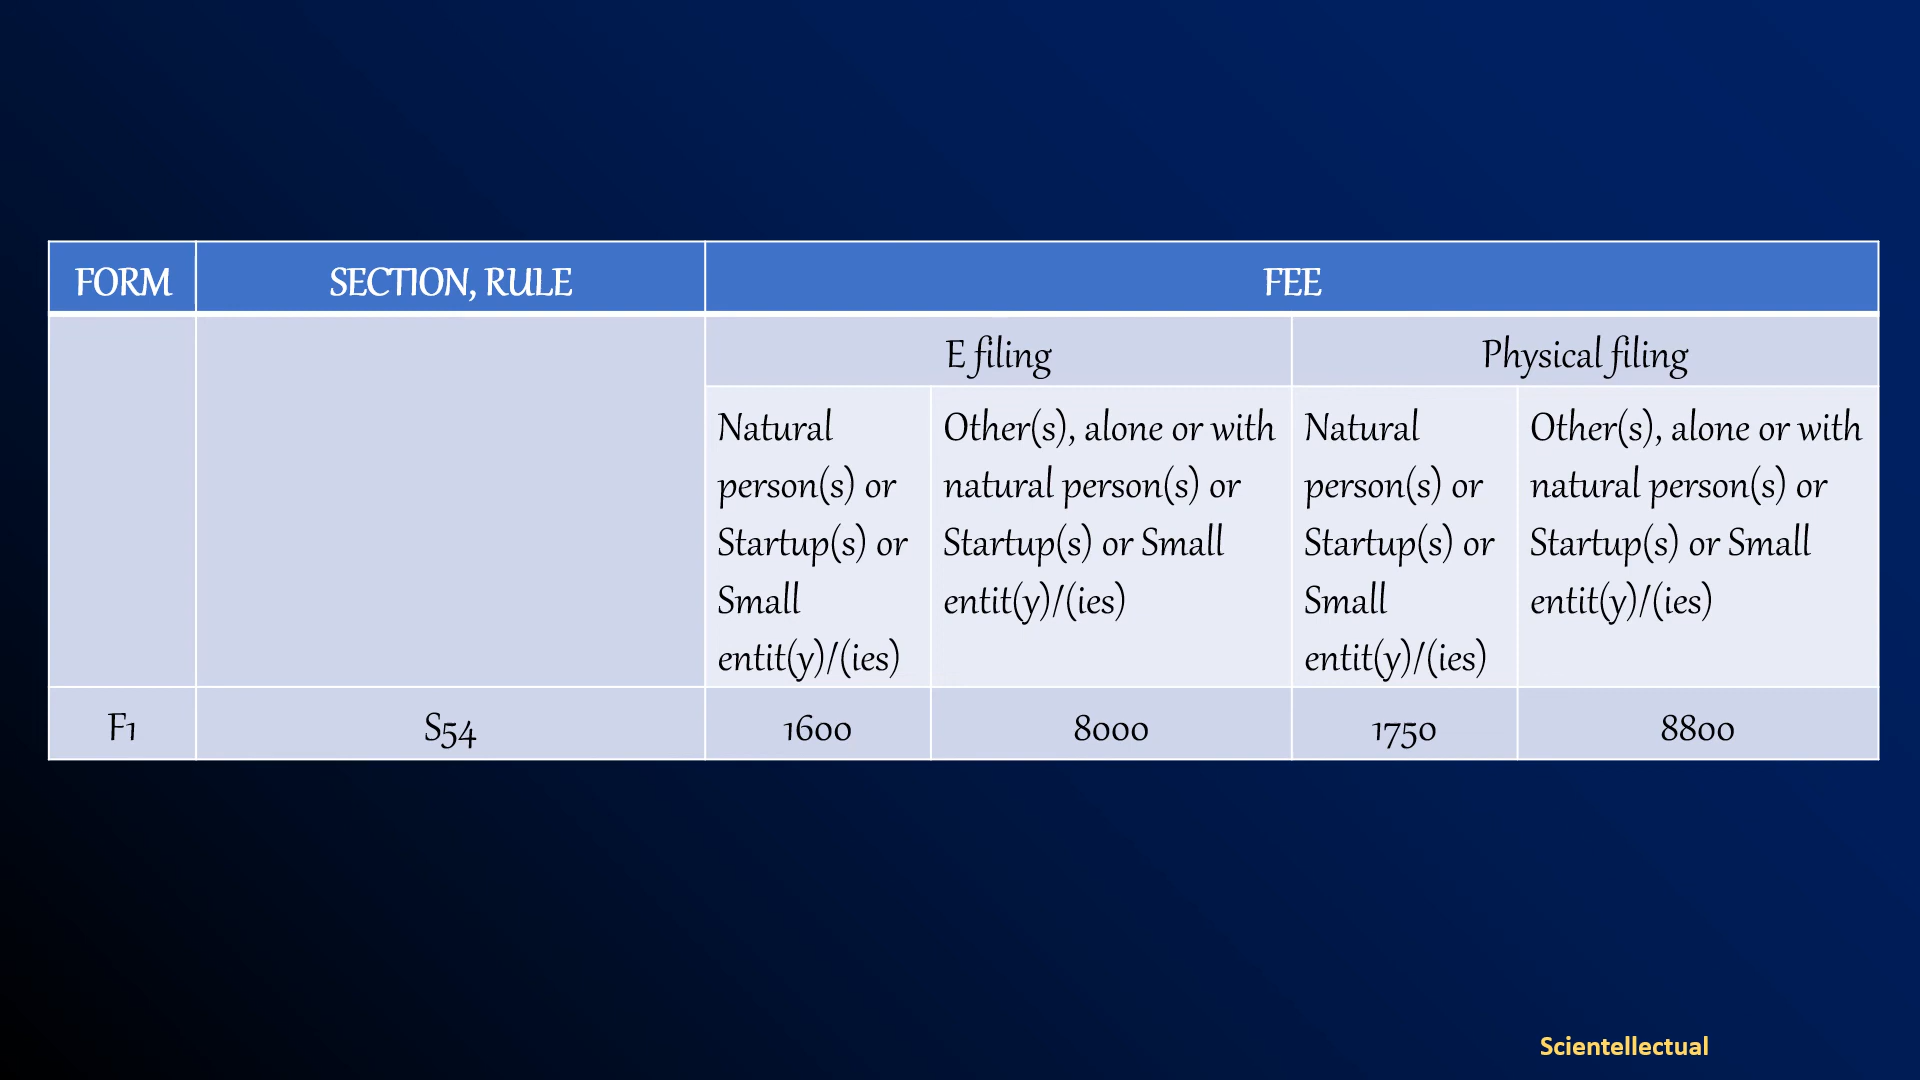 FORM SECTION, RULE FEE
E filing Physical filing
Natural person(s) or Startup(s) or Small entit(y)/(ies)
Other(s), alone or with natural person(s) or Startup(s) or Small entit(y)/(ies)
Natural person(s) or Startup(s) or Small entit(y)/(ies)
Other(s), alone or with natural person(s) or Startup(s) or Small entit(y)/(ies)
F1 S54 1600 8000 1750 8800
Scientellectual